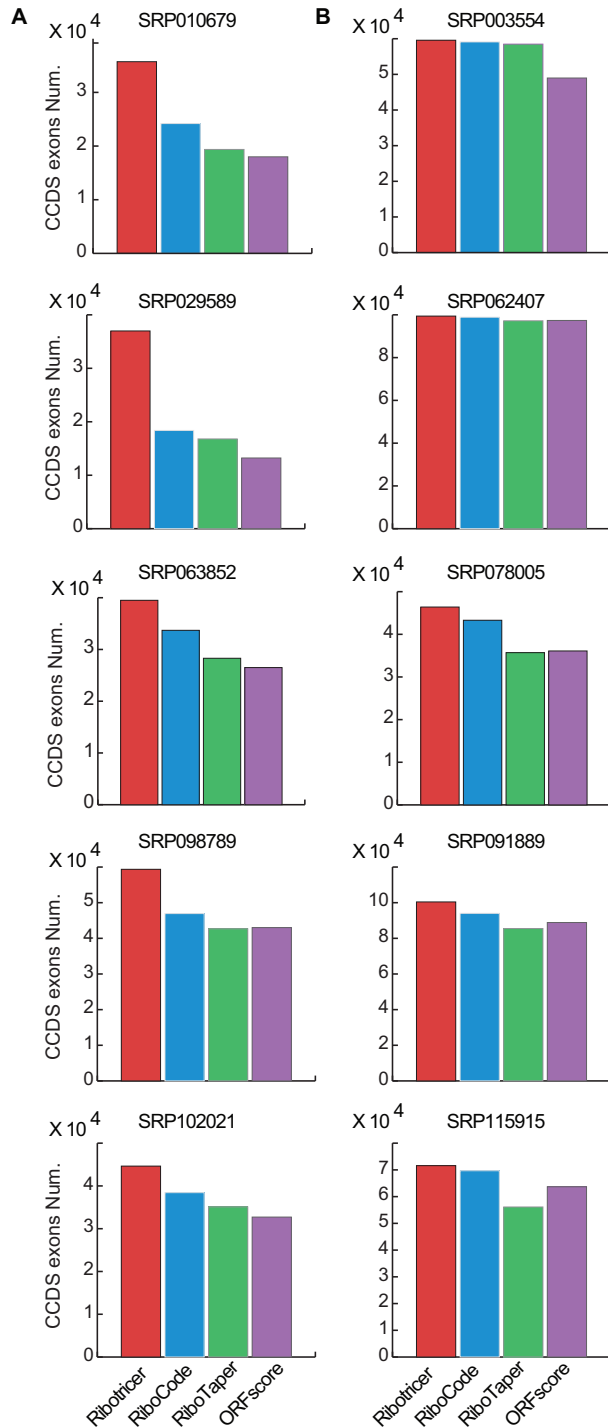 A
X 10 4
SRP010679
CCDS exons Num.
3
2
1
0
X 10 4
SRP029589
CCDS exons Num.
3
2
1
0
X 10 4
SRP063852
CCDS exons Num.
3
2
1
0
X 10 4
SRP098789
CCDS exons Num.
5
4
3
2
1
0
X 10 4
SRP102021
CCDS exons Num.
4
3
2
1
0
Ribotricer
RiboCode
RiboTaper
ORFscore
B
X 10 4
SRP003554
5
4
3
2
1
0
X 10 4
SRP062407
8
6
4
2
0
X 10 4
SRP078005
4
3
2
1
0
X 10 4
SRP091889
10
8
6
4
2
0
X 10 4
SRP115915
7
6
5
4
3
2
1
0
Ribotricer
RiboCode
RiboTaper
ORFscore